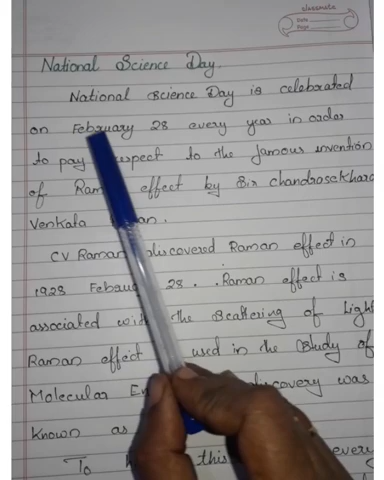 classmate
Date
Page
National Science Day.
National Science Day is celebrated
on February 28 every year in order
to pay respect to the famous invention
of Raman effect by Sir Chandrosekhara
Venkata
CV Raman discovered Raman effect in
1928 28. Raman effect is
associated with the Scattering of Light
Raman effect used in the Study of
Molecular discovery was
Known as
To this every